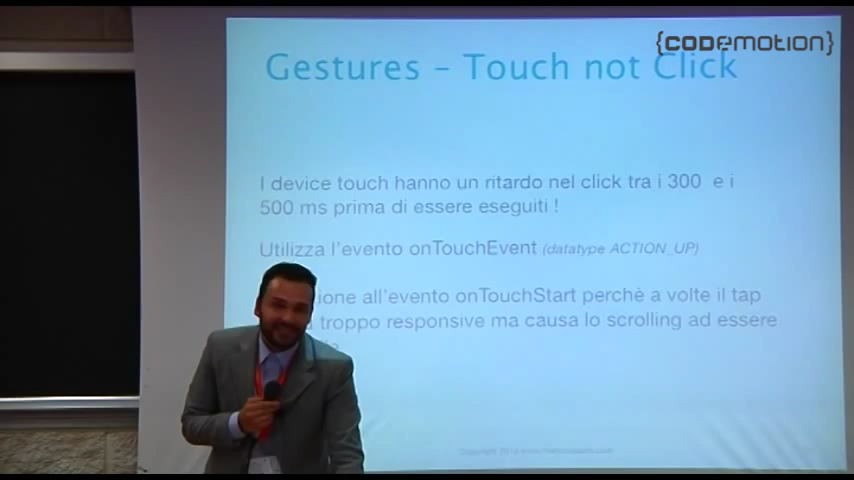 {CODEMOTION}
Gestures – Touch not Click
I device touch hanno un ritardo nel click tra i 300 e i
500 ms prima di essere eseguiti !
Utilizza l'evento onTouchEvent (datatype ACTION_UP)
ione all'evento onTouchStart perchè a volte il tap
troppo responsive ma causa lo scrolling ad essere